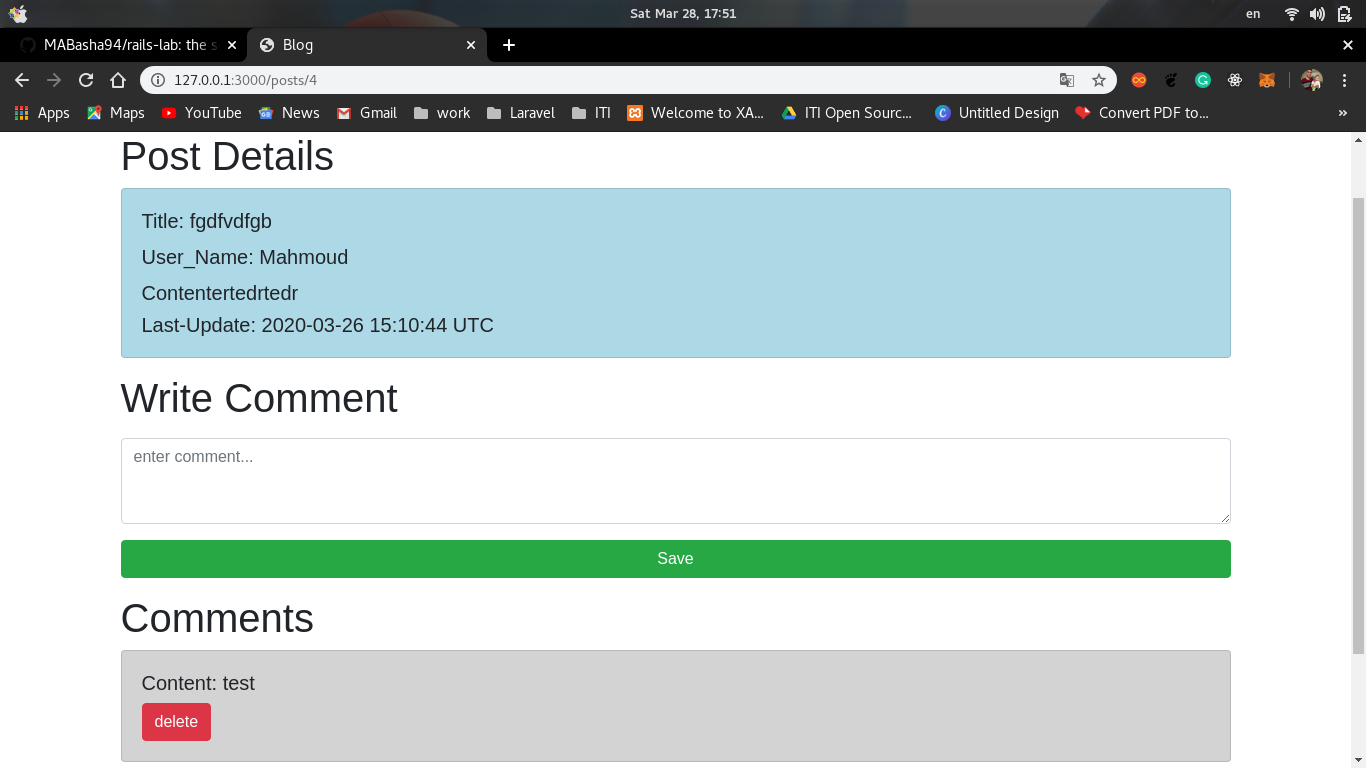 Sat Mar 28, 17:51
en
MABasha94/rails-lab: the s
Blog
127.0.0.1:3000/posts/4
Apps
Maps
YouTube
News
Gmail
work
Laravel
ITI
Welcome to XA...
ITI Open Sourc...
Untitled Design
Convert PDF to...
»
Post Details
Title: fgdfvdfgb
User_Name: Mahmoud
Contentertedrtedr
Last-Update: 2020-03-26 15:10:44 UTC
Write Comment
enter comment...
Save
Comments
Content: test
delete